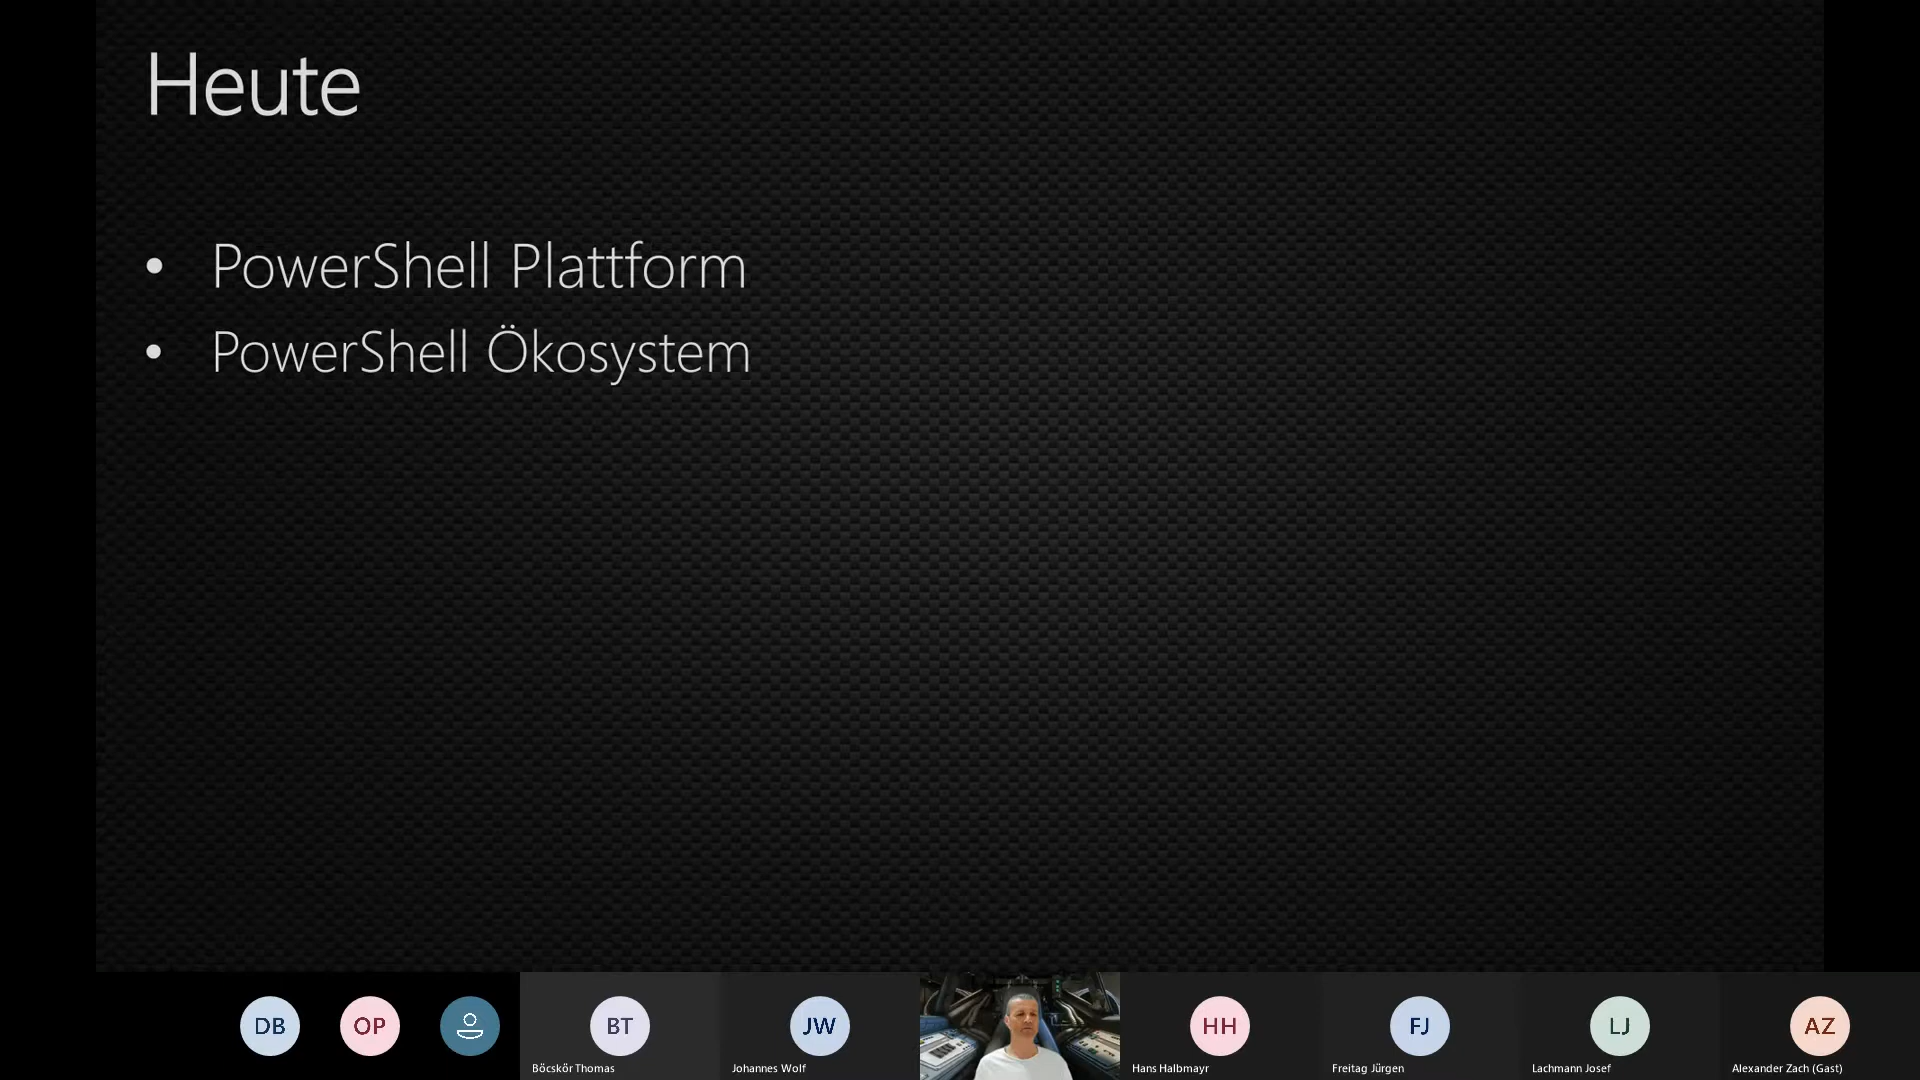 Heute
• PowerShell Plattform
• PowerShell Ökosystem
DB
OP
BT
JW
HH
FJ
LJ
AZ
Böcskör Thomas
Johannes Wolf
Hans Halbmayr
Freitag Jürgen
Lachmann Josef
Alexander Zach (Gast)